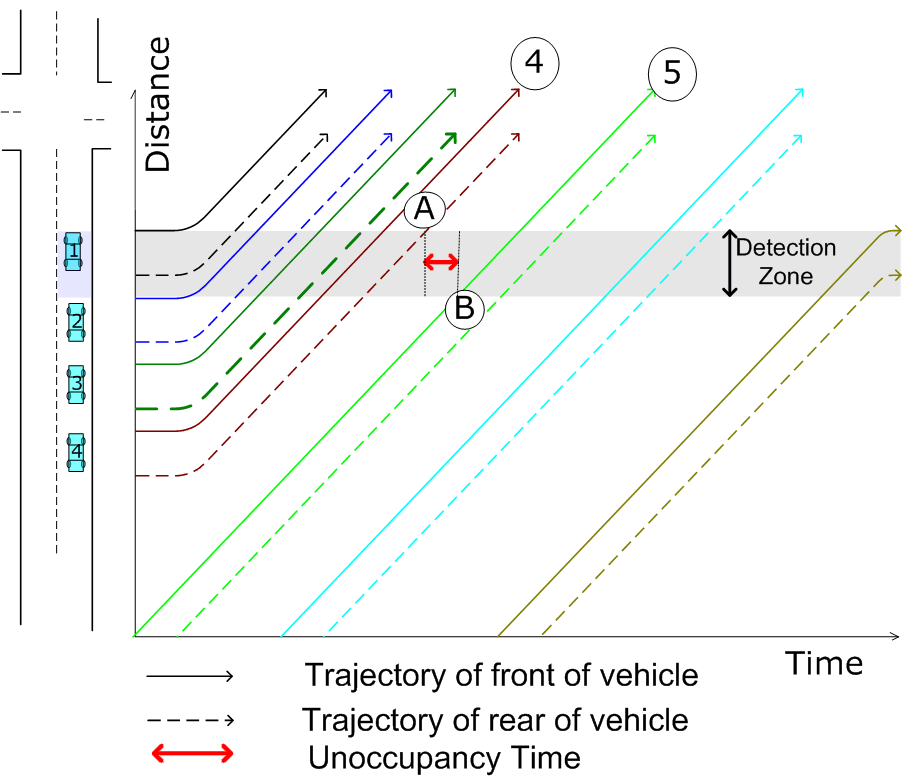 Distance
4
5
A
1
Detection
Zone
B
2
3
4
Time
Trajectory of front of vehicle
Trajectory of rear of vehicle
Unoccupancy Time